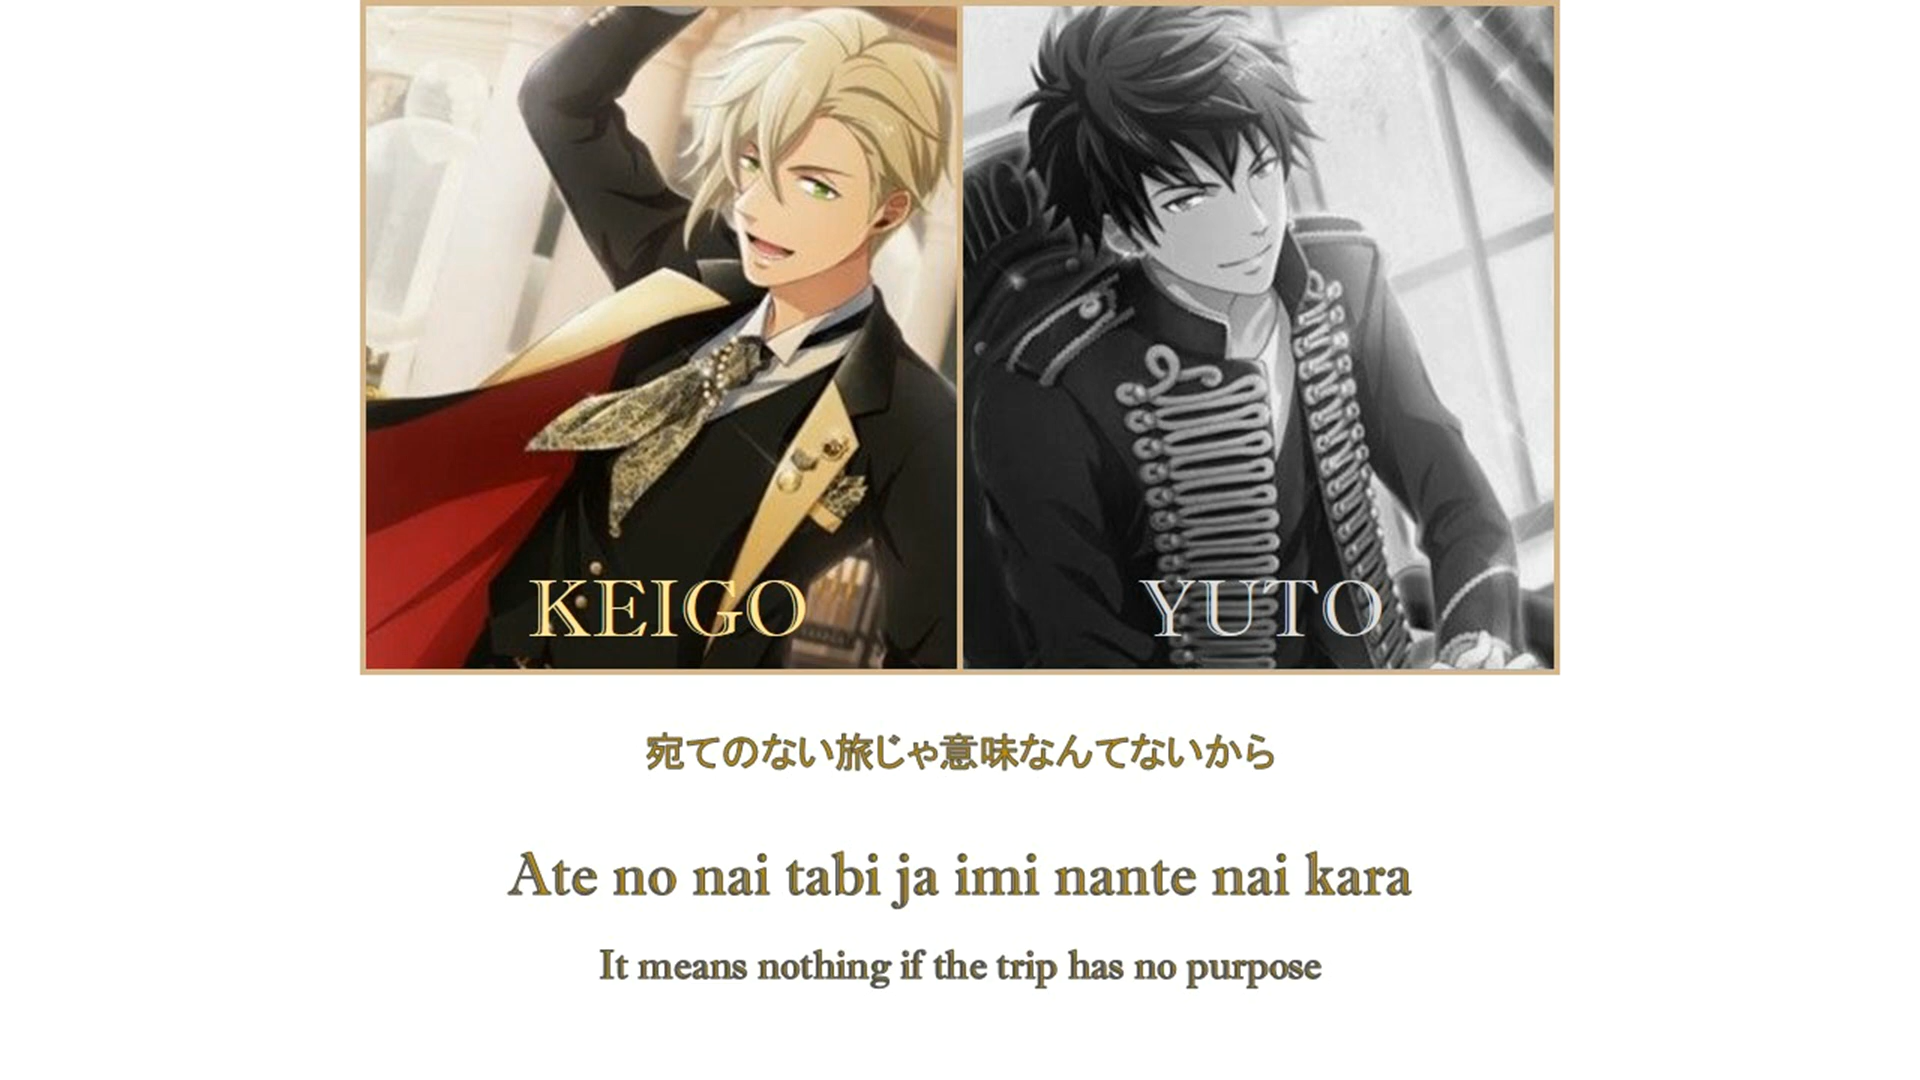 KEIGO
YUTO
宛てのない旅じゃ意味なんてないから
Ate no nai tabi ja imi nante nai kara
It means nothing if the trip has no purpose